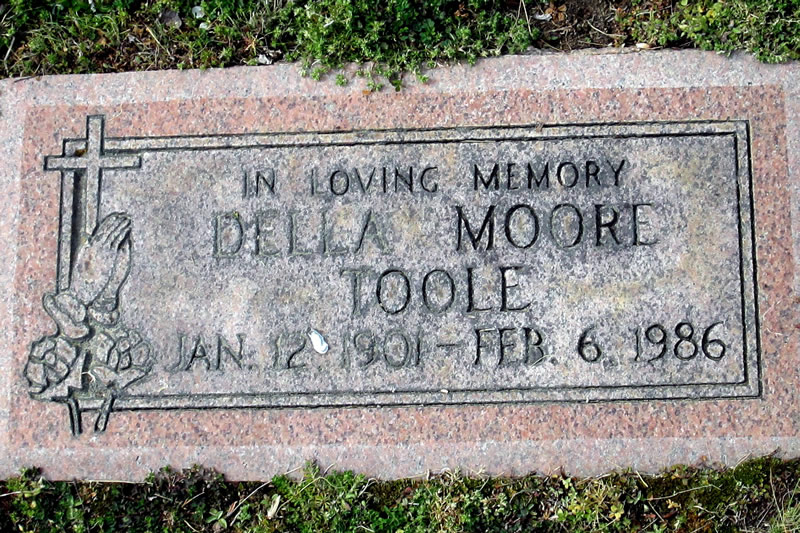 IN LOVING MEMORY
DELLA MOORE
TOOLE
JAN. 12, 1901 - FEB. 6, 1986